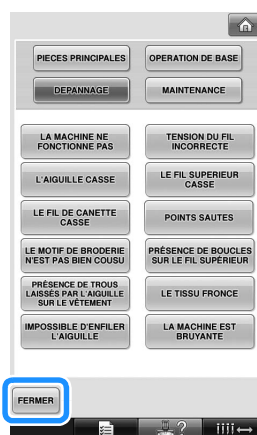 PIECES PRINCIPALES
OPERATION DE BASE
DEPANNAGE
MAINTENANCE
LA MACHINE NE
FONCTIONNE PAS
TENSION DU FIL
INCORRECTE
L'AIGUILLE CASSE
LE FIL SUPERIEUR
CASSE
LE FIL DE CANETTE
CASSE
POINTS SAUTES
LE MOTIF DE BRODERIE
N'EST PAS BIEN COUSU
PRÉSENCE DE BOUCLES
SUR LE FIL SUPÉRIEUR
PRÉSENCE DE TROUS
LAISSÉS PAR L'AIGUILLE
SUR LE VÊTEMENT
LE TISSU FRONCE
IMPOSSIBLE D'ENFILER
L'AIGUILLE
LA MACHINE EST
BRUYANTE
FERMER
?